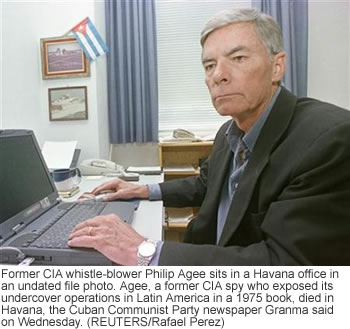 Former CIA whistle-blower Philip Agee sits in a Havana office in
an undated file photo. Agee, a former CIA spy who exposed its
undercover operations in Latin America in a 1975 book, died in
Havana, the Cuban Communist Party newspaper Granma said
on Wednesday. (REUTERS/Rafael Perez)